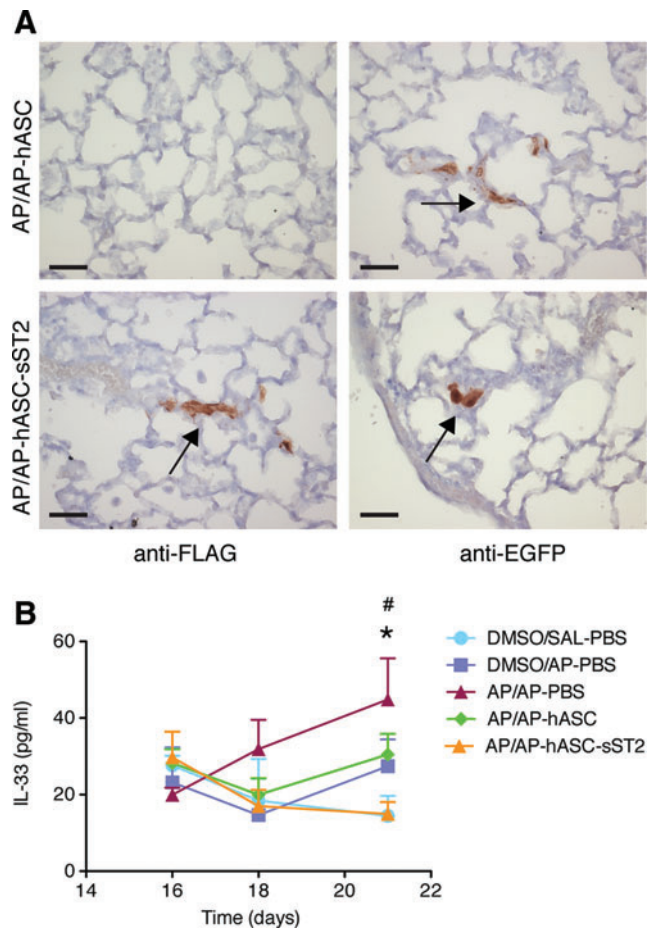 A
AP/AP-hASC
AP/AP-hASC-sST2
anti-FLAG
anti-EGFP
B
#
*
60
40
20
0
IL-33 (pg/ml)
14
16
18
20
22
Time (days)
DMSO/SAL-PBS
DMSO/AP-PBS
AP/AP-PBS
AP/AP-hASC
AP/AP-hASC-sST2